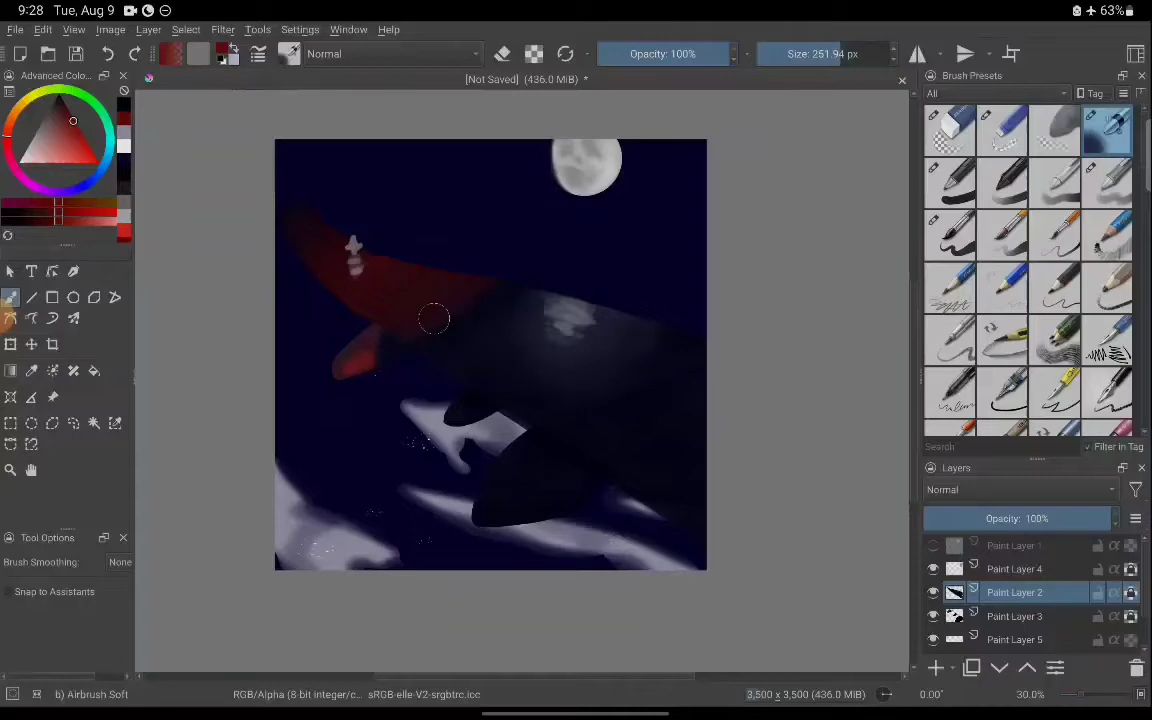 9:28 Tue, Aug 9 63%
File Edit View Image Layer Select Filter Tools Settings Window Help
Normal Opacity: 100% Size: 251.94 px
Advanced Colo...
[Not Saved] (436.0 MiB) *
Brush Presets
All Tag
Search Filter in Tag
Layers
Normal
Opacity: 100%
Paint Layer 1
Paint Layer 4
Paint Layer 2
Paint Layer 3
Paint Layer 5
Tool Options
Brush Smoothing: None
Snap to Assistants
b) Airbrush Soft RGB/Alpha (8-bit integer/c... sRGB-elle-V2-srgbtrc.icc 3,500 x 3,500 (436.0 MiB) 0.00° 30.0%